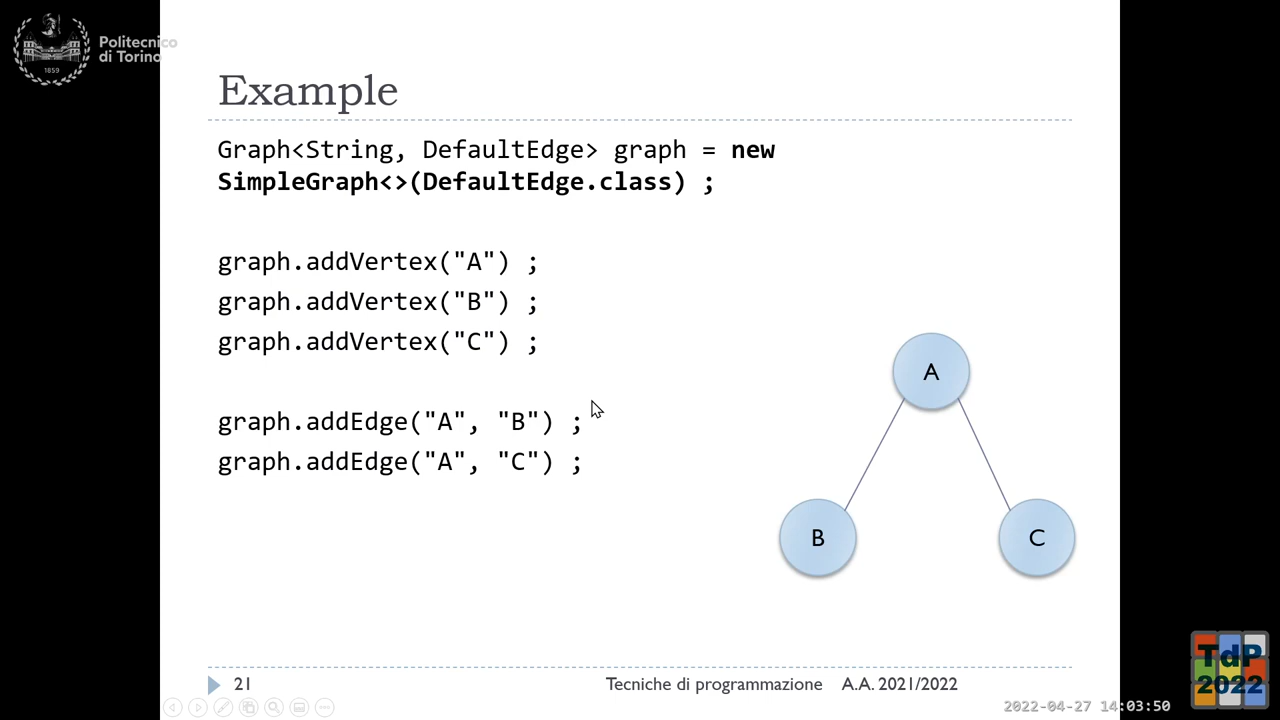 Politecnico
di Torino
1859
Example
Graph<String, DefaultEdge> graph = new
SimpleGraph<>(DefaultEdge.class) ;
graph.addVertex("A") ;
graph.addVertex("B") ;
graph.addVertex("C") ;
graph.addEdge("A", "B") ;
graph.addEdge("A", "C") ;
A
B
C
21
Tecniche di programmazione
A.A. 2021/2022
2022-04-27 14:03:50
TdP
2022